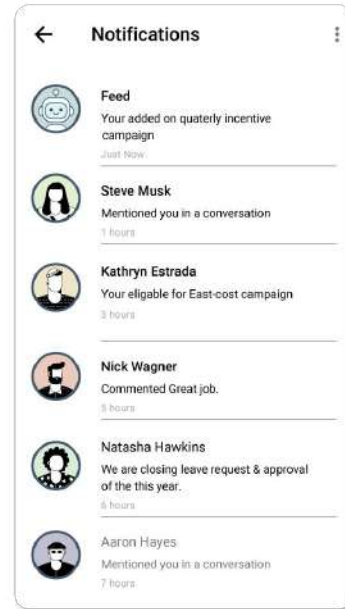 Notifications
Feed
Your added on quaterly incentive
campaign
Just Now
Steve Musk
Mentioned you in a conversation
1 hours
Kathryn Estrada
Your eligable for East-cost campaign
3 hours
Nick Wagner
Commented Great job.
5 hours
Natasha Hawkins
We are closing leave request & approval
of the this year.
6 hours
Aaron Hayes
Mentioned you in a conversation
7 hours